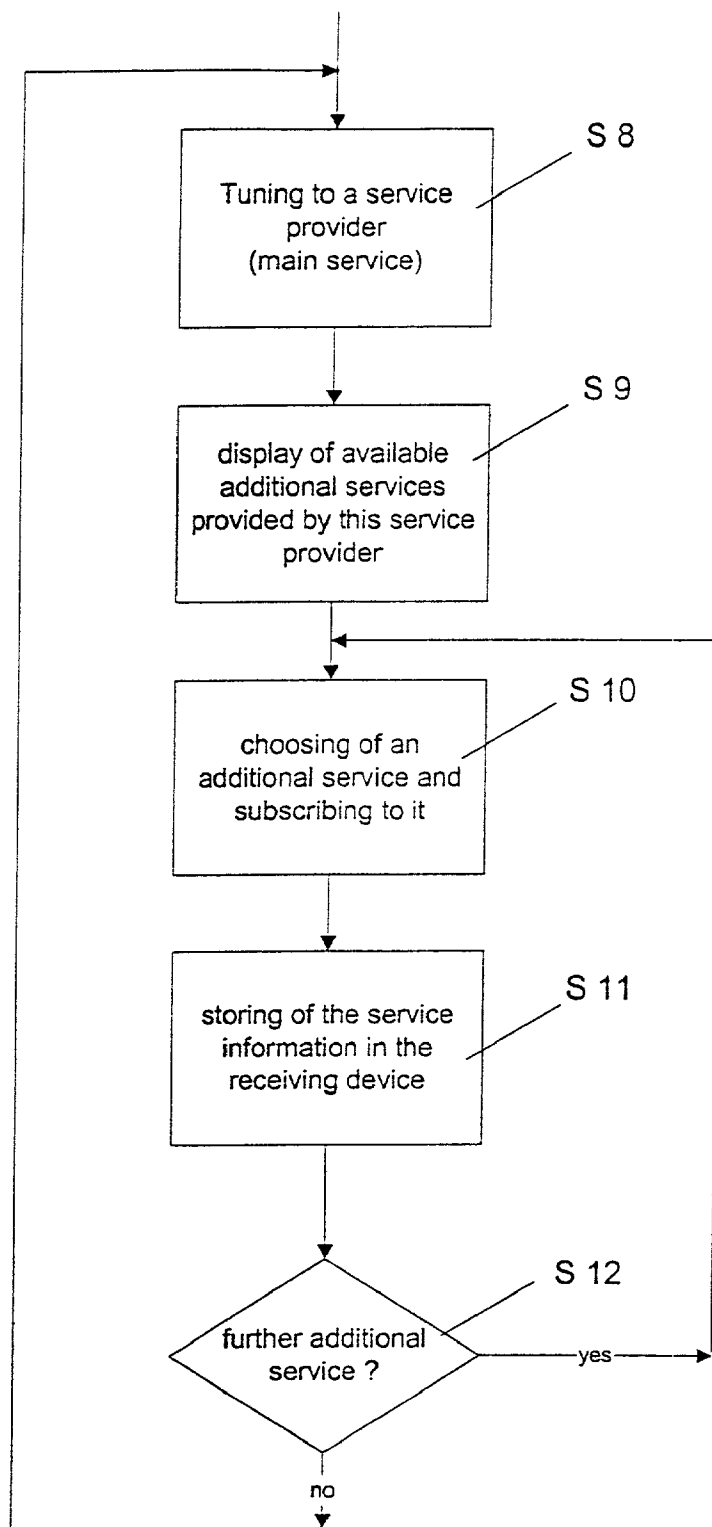 S 8
Tuning to a service
provider
(main service)
S 9
display of available
additional services
provided by this service
provider
S 10
choosing of an
additional service and
subscribing to it
S 11
storing of the service
information in the
receiving device
S 12
further additional
service ?
yes
no